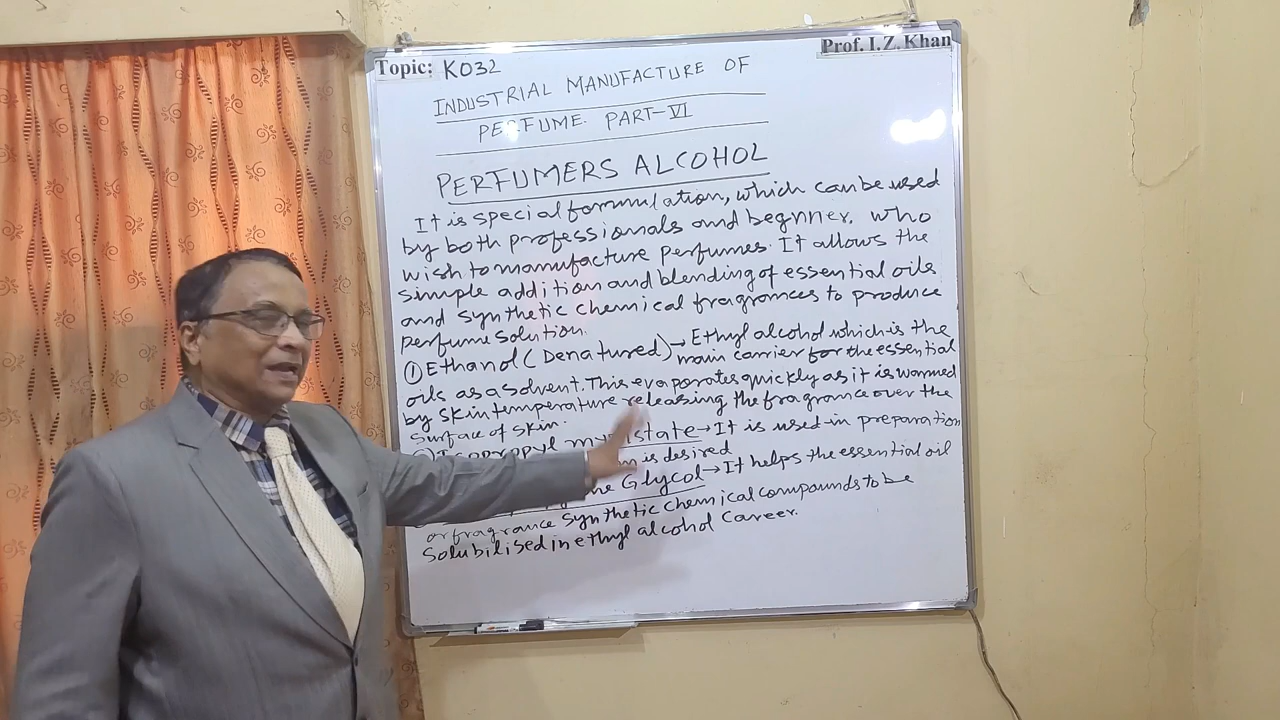 Prof. I.Z. Khan
Topic: K032
INDUSTRIAL MANUFACTURE OF
PERFUME PART-VI
PERFUMERS ALCOHOL
It is special formulation, which can be used
by both professionals and beginner. who
wish to manufacture perfumes. It allows the
simple addition and blending of essential oils
and synthetic chemical fragrances to produce
perfume solution.
① Ethanol (Denatured) → Ethyl alcohol which is the
main carrier for the essential
oils as a solvent. This evaporates quickly as it is warmed
by skin temperature releasing the fragrance over the
surface of skin.
Isopropyl myristate → It is used in preparation
is desired
Glycol → It helps the essential oil
or fragrance synthetic chemical compounds to be
solubilised in ethyl alcohol Career.